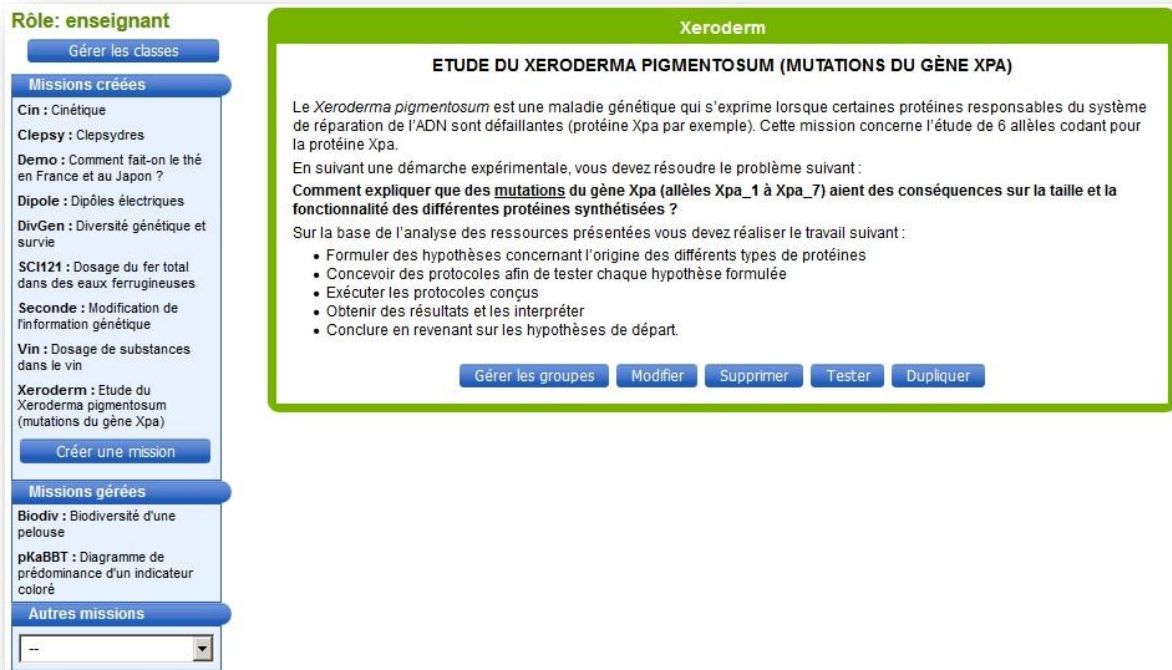 Rôle: enseignant
Gérer les classes
Missions créées
Cin : Cinétique
Clepsy : Clepsydres
Demo : Comment fait-on le thé
en France et au Japon ?
Dipole : Dipôles électriques
DivGen : Diversité génétique et
survie
SCI121 : Dosage du fer total
dans des eaux ferrugineuses
Seconde : Modification de
l'information génétique
Vin : Dosage de substances
dans le vin
Xeroderm : Etude du
Xeroderma pigmentosum
(mutations du gène Xpa)
Créer une mission
Missions gérées
Biodiv : Biodiversité d'une
pelouse
pKaBBT : Diagramme de
prédominance d'un indicateur
coloré
Autres missions
--
Xeroderm
ETUDE DU XERODERMA PIGMENTOSUM (MUTATIONS DU GÈNE XPA)
Le Xeroderma pigmentosum est une maladie génétique qui s'exprime lorsque certaines protéines responsables du système
de réparation de l'ADN sont défaillantes (protéine Xpa par exemple). Cette mission concerne l'étude de 6 allèles codant pour
la protéine Xpa.
En suivant une démarche expérimentale, vous devez résoudre le problème suivant :
Comment expliquer que des mutations du gène Xpa (allèles Xpa_1 à Xpa_7) aient des conséquences sur la taille et la
fonctionnalité des différentes protéines synthétisées ?
Sur la base de l'analyse des ressources présentées vous devez réaliser le travail suivant :
• Formuler des hypothèses concernant l'origine des différents types de protéines
• Concevoir des protocoles afin de tester chaque hypothèse formulée
• Exécuter les protocoles conçus
• Obtenir des résultats et les interpréter
• Conclure en revenant sur les hypothèses de départ.
Gérer les groupes Modifier Supprimer Tester Dupliquer